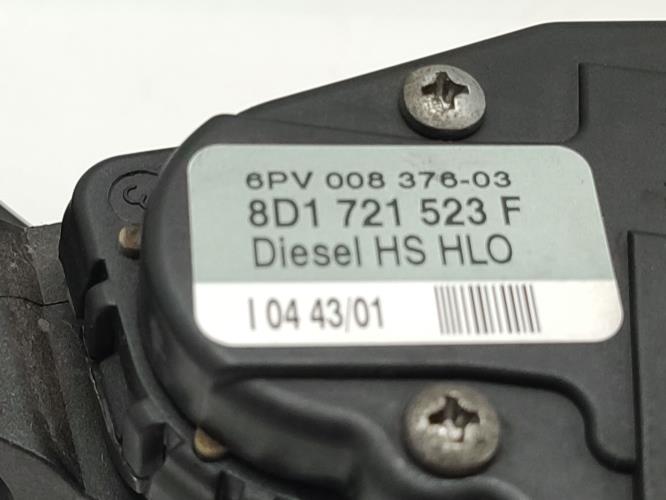 6PV 008 376-03
8D1 721 523 F
Diesel HS HLO
I 04 43/01